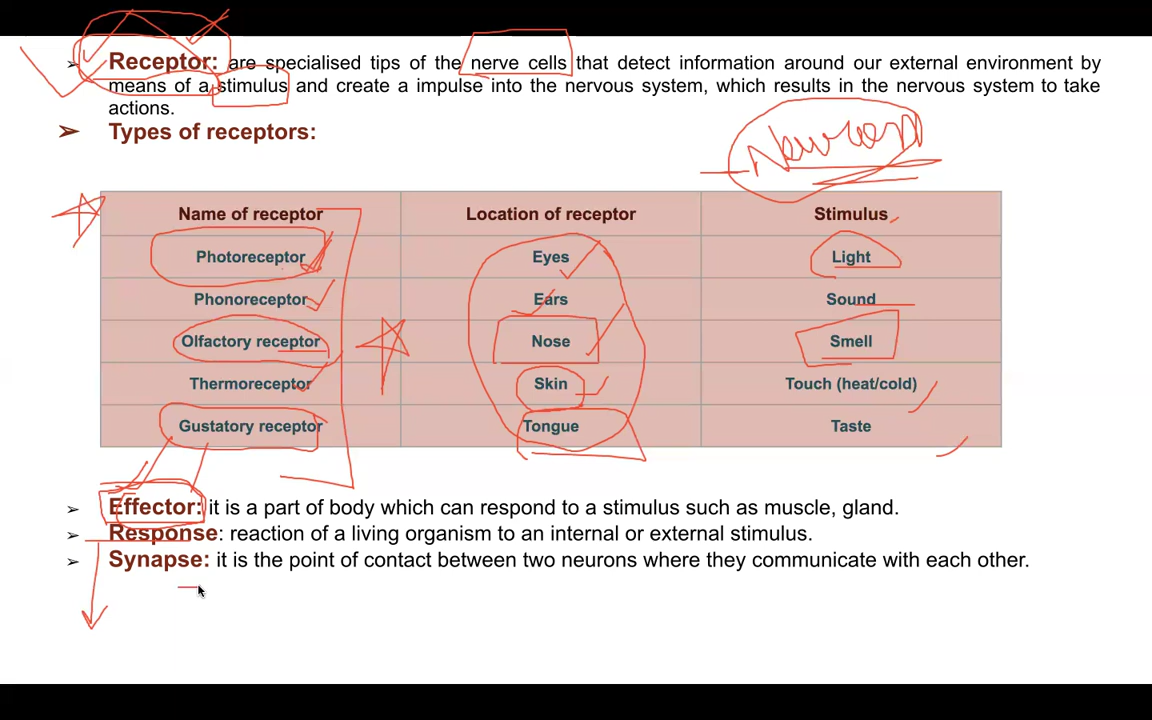 ➢ Receptor: are specialised tips of the nerve cells that detect information around our external environment by
means of a stimulus and create a impulse into the nervous system, which results in the nervous system to take
actions.
➢ Types of receptors:
Name of receptor Location of receptor Stimulus
Photoreceptor Eyes Light
Phonoreceptor Ears Sound
Olfactory receptor Nose Smell
Thermoreceptor Skin Touch (heat/cold)
Gustatory receptor Tongue Taste
➢ Effector: it is a part of body which can respond to a stimulus such as muscle, gland.
➢ Response: reaction of a living organism to an internal or external stimulus.
➢ Synapse: it is the point of contact between two neurons where they communicate with each other.